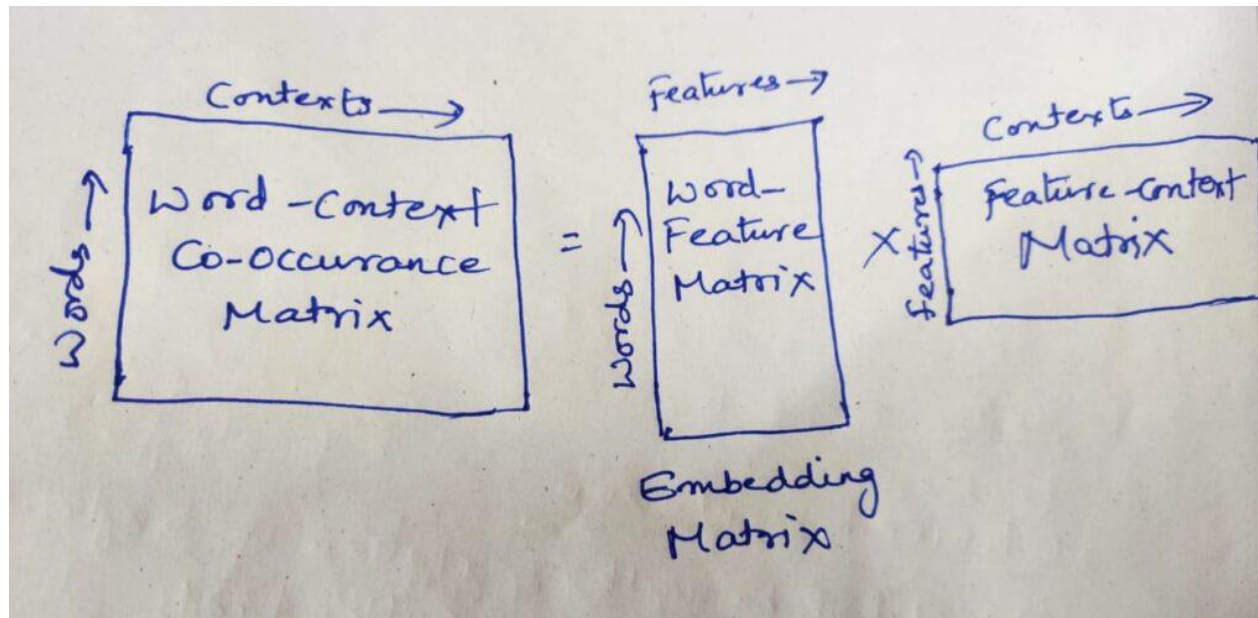 Contexts →
Words →
Word-Context
Co-Occurance
Matrix
=
Features →
Words →
Word-
Feature
Matrix
Embedding
Matrix
X
Contexts →
Features →
Feature-Context
Matrix